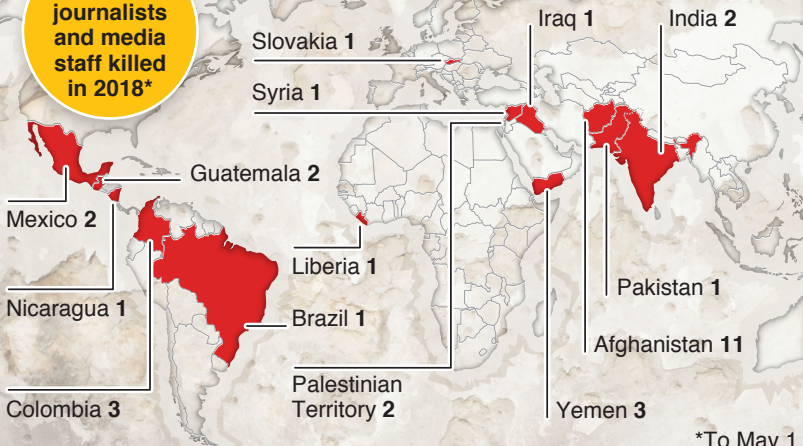 journalists
and media
staff killed
in 2018*
Iraq 1
India 2
Slovakia 1
Syria 1
Guatemala 2
Mexico 2
Liberia 1
Pakistan 1
Nicaragua 1
Brazil 1
Afghanistan 11
Palestinian
Territory 2
Colombia 3
Yemen 3
*To May 1